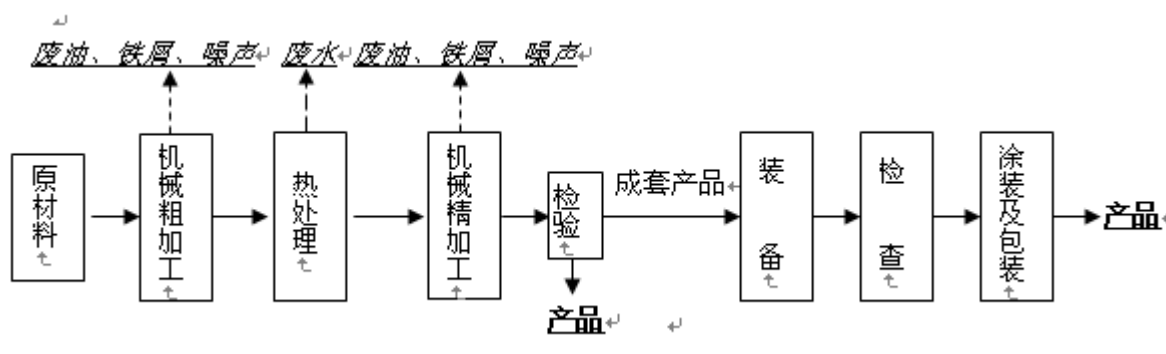 废油、铁屑、噪声
废水
废油、铁屑、噪声
原材料
机械粗加工
热处理
机械精加工
检验
成套产品
装备
检查
涂装及包装
产品
产品